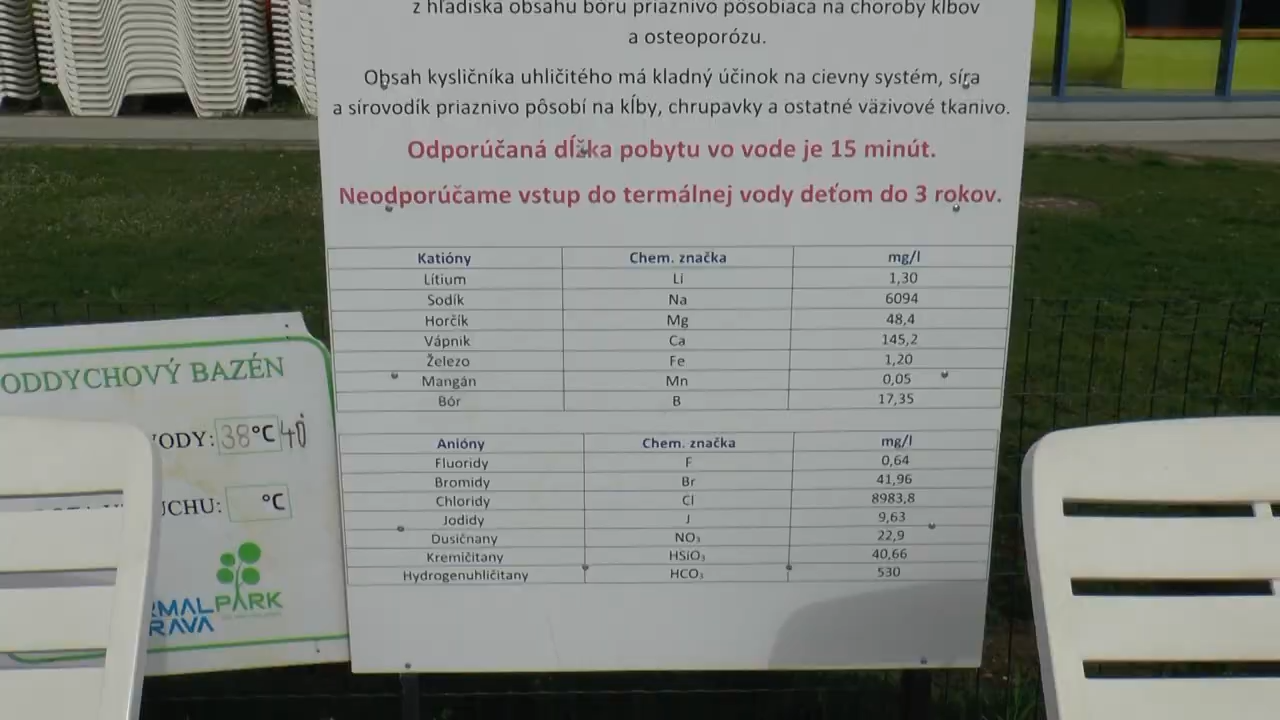 z hľadiska obsahu bóru priaznivo pôsobiaca na choroby kĺbov
a osteoporózu.
Obsah kysličníka uhličitého má kladný účinok na cievny systém, síra
a sírovodík priaznivo pôsobí na kĺby, chrupavky a ostatné väzivové tkanivo.
Odporúčaná dĺžka pobytu vo vode je 15 minút.
Neodporúčame vstup do termálnej vody deťom do 3 rokov.
Katióny Chem. značka mg/l
Lítium Li 1,30
Sodík Na 6094
Horčík Mg 48,4
Vápnik Ca 145,2
Železo Fe 1,20
Mangán Mn 0,05
Bór B 17,35
Anióny Chem. značka mg/l
Fluoridy F 0,64
Bromidy Br 41,96
Chloridy Cl 8983,8
Jodidy J 9,63
Dusičnany NO₃ 22,9
Kremičitany HSiO₃ 40,66
Hydrogenuhličitany HCO₃ 530
ODDYCHOVÝ BAZÉN
VODY: 38°C 40
UCHU: °C
RMAL PARK
RAVA